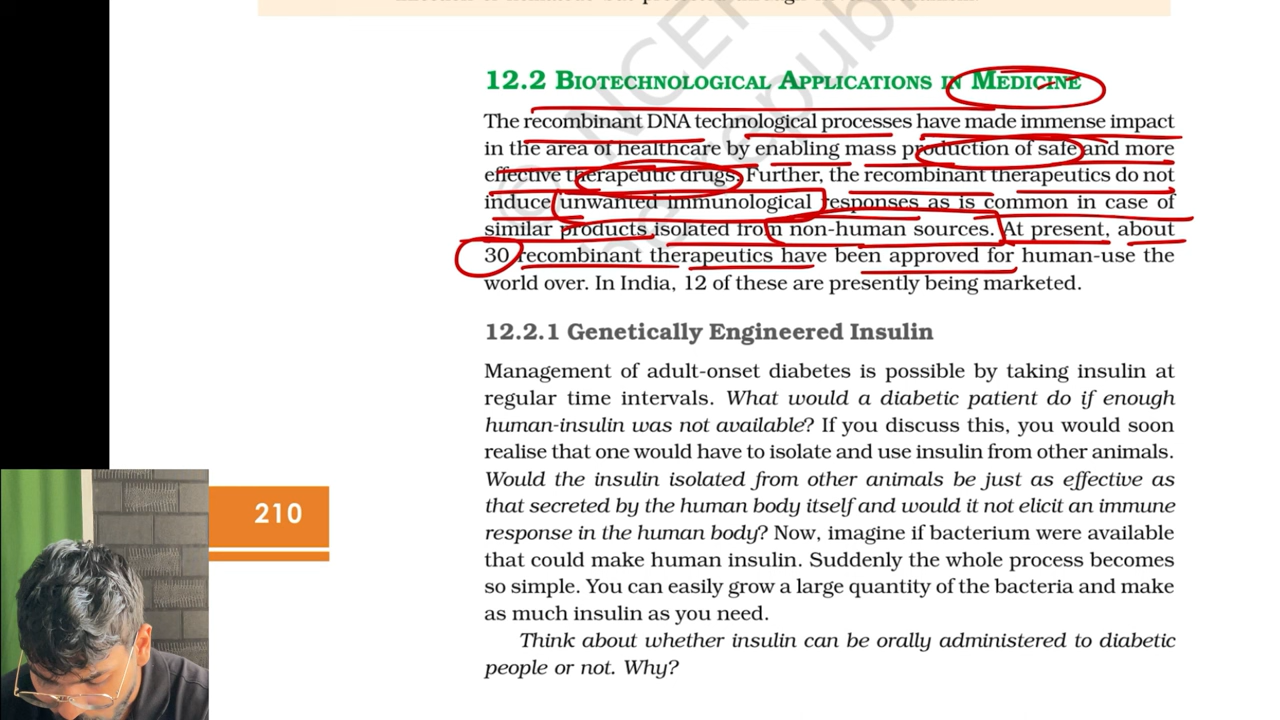 12.2 BIOTECHNOLOGICAL APPLICATIONS IN MEDICINE
The recombinant DNA technological processes have made immense impact
in the area of healthcare by enabling mass production of safe and more
effective therapeutic drugs. Further, the recombinant therapeutics do not
induce unwanted immunological responses as is common in case of
similar products isolated from non-human sources. At present, about
30 recombinant therapeutics have been approved for human-use the
world over. In India, 12 of these are presently being marketed.
12.2.1 Genetically Engineered Insulin
Management of adult-onset diabetes is possible by taking insulin at
regular time intervals. What would a diabetic patient do if enough
human-insulin was not available? If you discuss this, you would soon
realise that one would have to isolate and use insulin from other animals.
Would the insulin isolated from other animals be just as effective as
that secreted by the human body itself and would it not elicit an immune
response in the human body? Now, imagine if bacterium were available
that could make human insulin. Suddenly the whole process becomes
so simple. You can easily grow a large quantity of the bacteria and make
as much insulin as you need.
Think about whether insulin can be orally administered to diabetic
people or not. Why?
210